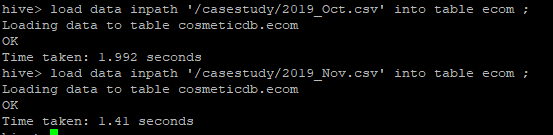 hive> load data inpath '/casestudy/2019_Oct.csv' into table ecom ;
Loading data to table cosmeticdb.ecom
OK
Time taken: 1.992 seconds
hive> load data inpath '/casestudy/2019_Nov.csv' into table ecom ;
Loading data to table cosmeticdb.ecom
OK
Time taken: 1.41 seconds